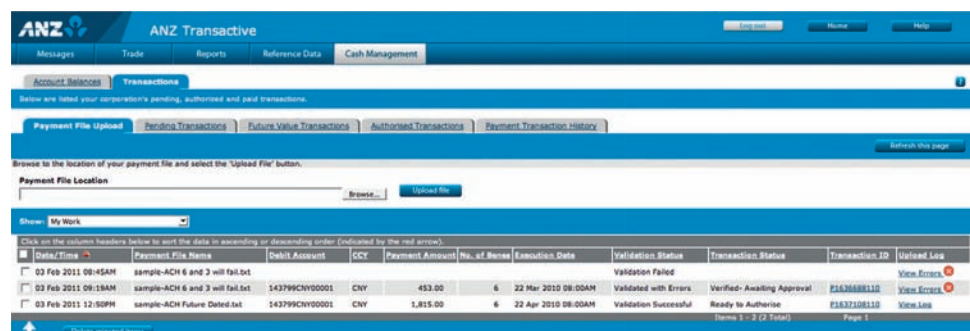 ANZ
ANZ Transactive
Log out
Home
Help
Messages
Trade
Reports
Reference Data
Cash Management
Account Balances
Transactions
Below are listed your corporation's pending, authorized and paid transactions.
Payment File Upload
Pending Transactions
Future Value Transactions
Authorised Transactions
Payment Transaction History
Refresh this page
Browse to the location of your payment file and select the 'Upload File' button.
Payment File Location
Browse...
Upload file
Show: My Work
Click on the column headers below to sort the data in ascending or descending order (indicated by the red arrow).
Date/Time Payment File Name Debit Account CCY Payment Amount No. of Benes Execution Date Validation Status Transaction Status Transaction ID Upload Log
03 Feb 2011 08:45AM sample-ACH 6 and 3 will fail.txt Validation Failed View Errors
03 Feb 2011 09:19AM sample-ACH 6 and 3 will fail.txt 143799CNY00001 CNY 453.00 6 22 Mar 2010 08:00AM Validated with Errors Verified- Awaiting Approval P1636688110 View Errors
03 Feb 2011 12:50PM sample-ACH Future Dated.txt 143799CNY00001 CNY 1,815.00 6 22 Apr 2010 08:00AM Validation Successful Ready to Authorise P1637108110 View Log
Items 1 - 2 (2 Total) Page 1